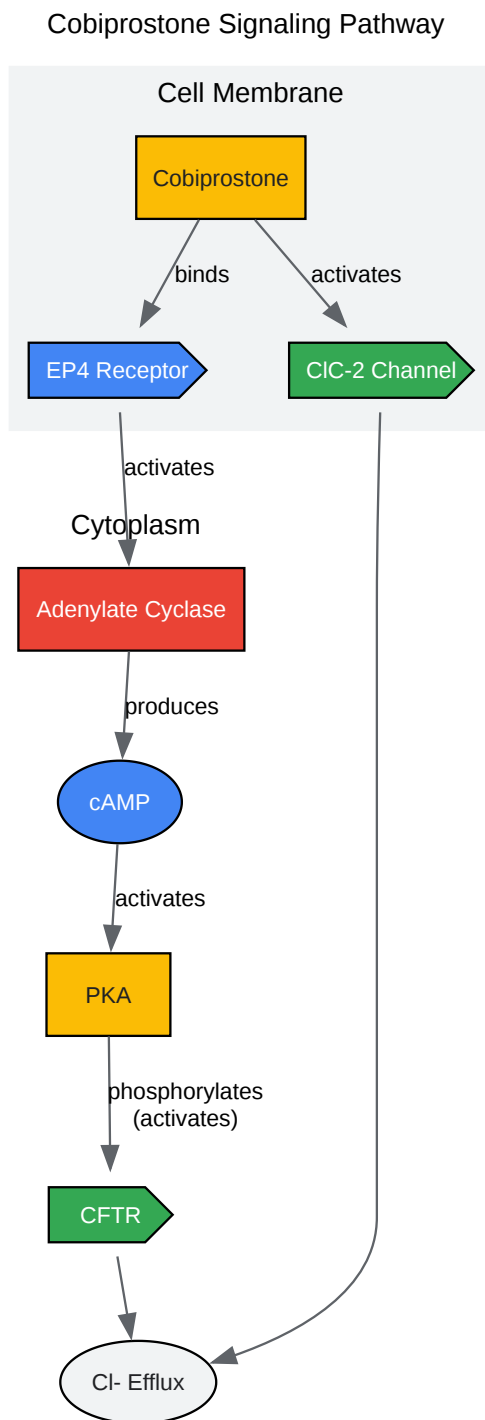 Cobiprostone Signaling Pathway
Cell Membrane
Cobiprostone
binds
activates
EP4 Receptor
ClC-2 Channel
activates
Cytoplasm
Adenylate Cyclase
produces
cAMP
activates
PKA
phosphorylates
(activates)
CFTR
Cl- Efflux